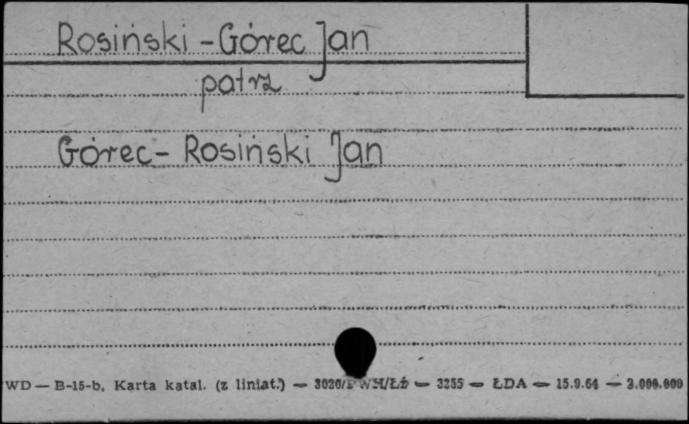 Rosiński - Górec Jan
patrz
Górec - Rosiński Jan
WD — B-15-b, Karta katal. (z liniat.) — 3020/PWH/Łź — 3255 — ŁDA — 15.9.64 — 3.000.000